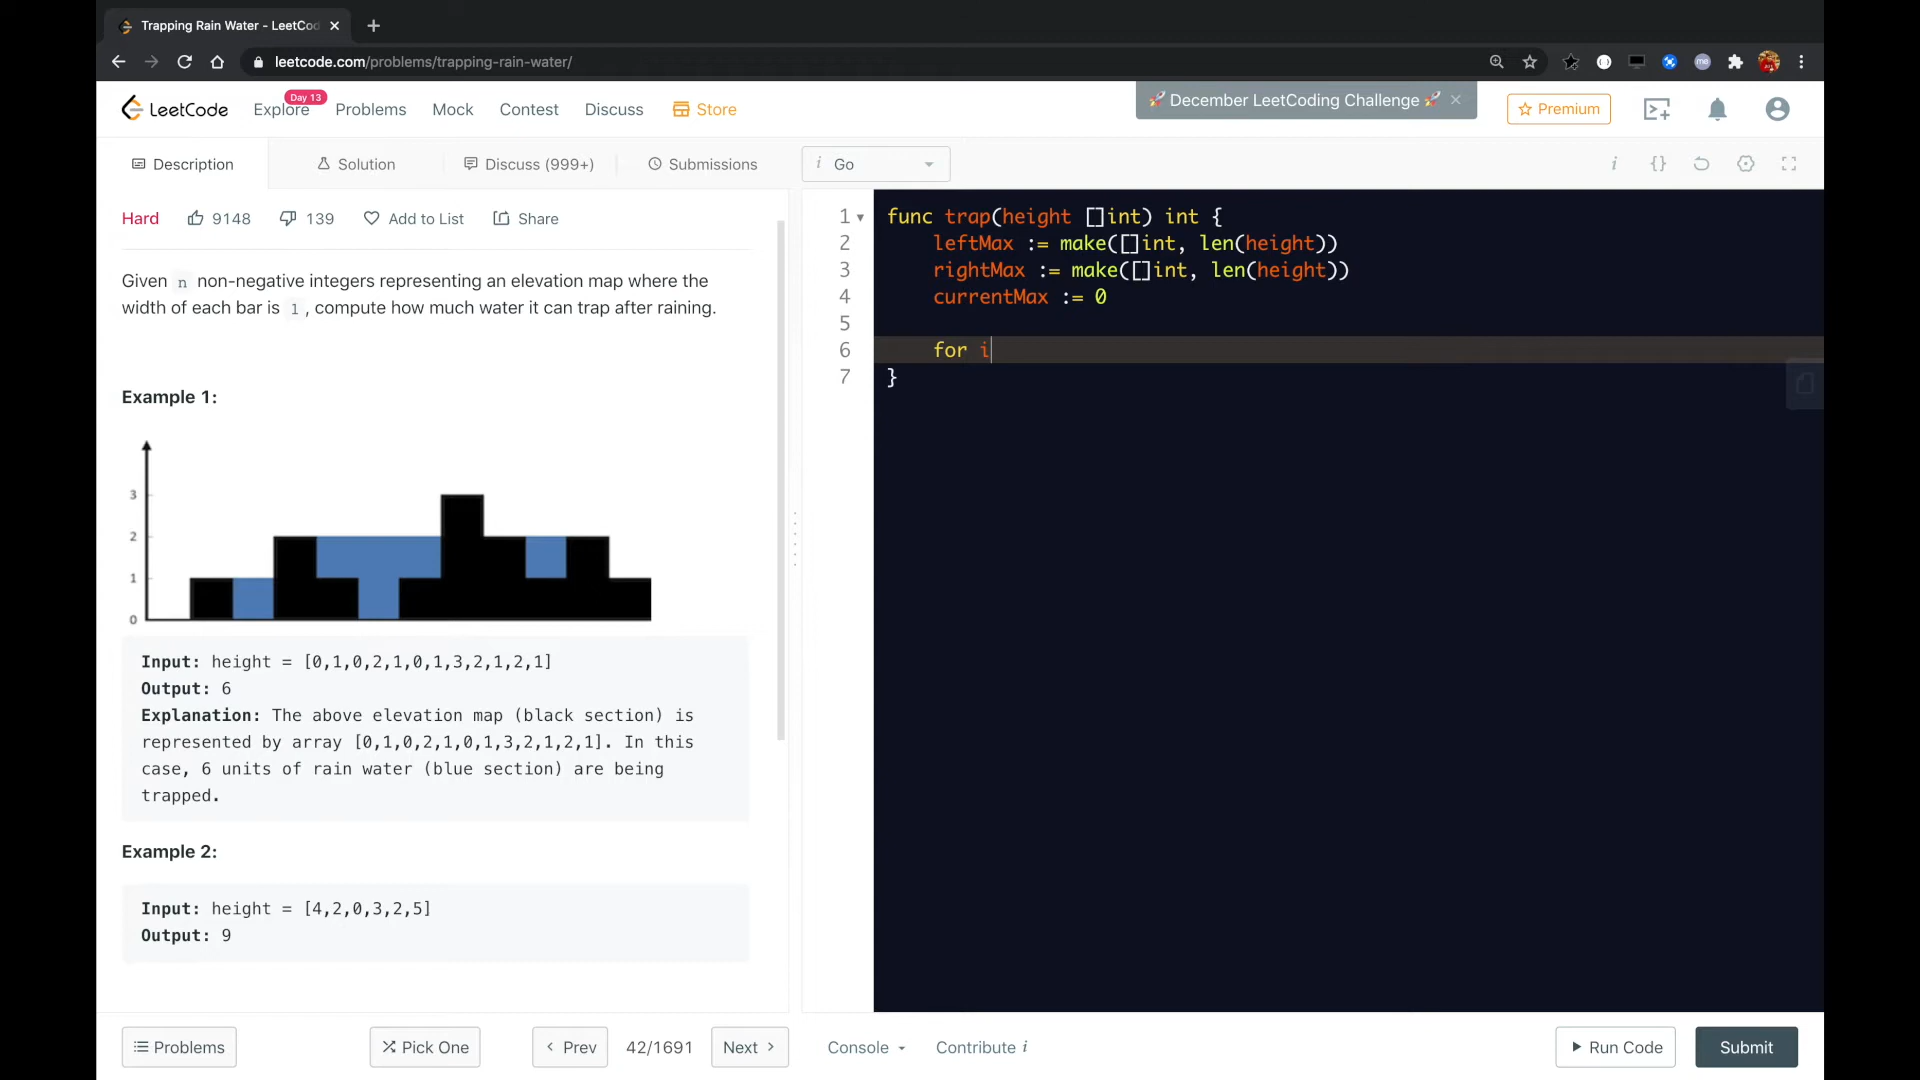 Trapping Rain Water - LeetCod
leetcode.com/problems/trapping-rain-water/
LeetCode
Explore
Day 13
Problems
Mock
Contest
Discuss
Store
🚀 December LeetCoding Challenge 🚀
Premium
Description
Solution
Discuss (999+)
Submissions
i Go
i
{}
Hard
9148
139
Add to List
Share
Given n non-negative integers representing an elevation map where the
width of each bar is 1 , compute how much water it can trap after raining.
Example 1:
3
2
1
0
Input: height = [0,1,0,2,1,0,1,3,2,1,2,1]
Output: 6
Explanation: The above elevation map (black section) is
represented by array [0,1,0,2,1,0,1,3,2,1,2,1]. In this
case, 6 units of rain water (blue section) are being
trapped.
Example 2:
Input: height = [4,2,0,3,2,5]
Output: 9
1 func trap(height []int) int {
2 leftMax := make([]int, len(height))
3 rightMax := make([]int, len(height))
4 currentMax := 0
5
6 for i
7 }
Problems
Pick One
Prev
42/1691
Next
Console
Contribute i
Run Code
Submit